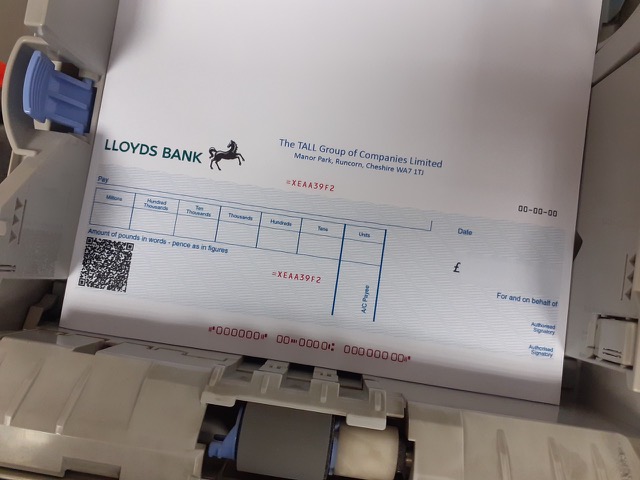 LLOYDS BANK
The TALL Group of Companies Limited
Manor Park, Runcorn, Cheshire WA7 1TJ
=XEAA39F2
00-00-00
Pay
Date
Millions
Hundred Thousands
Ten Thousands
Thousands
Hundreds
Tens
Units
£
Amount of pounds in words - pence as in figures
=XEAA39F2
A/C Payee
For and on behalf of
Authorised
Signatory
Authorised
Signatory
⑈000000⑈ 00⑉0000⑆ 00000000⑈